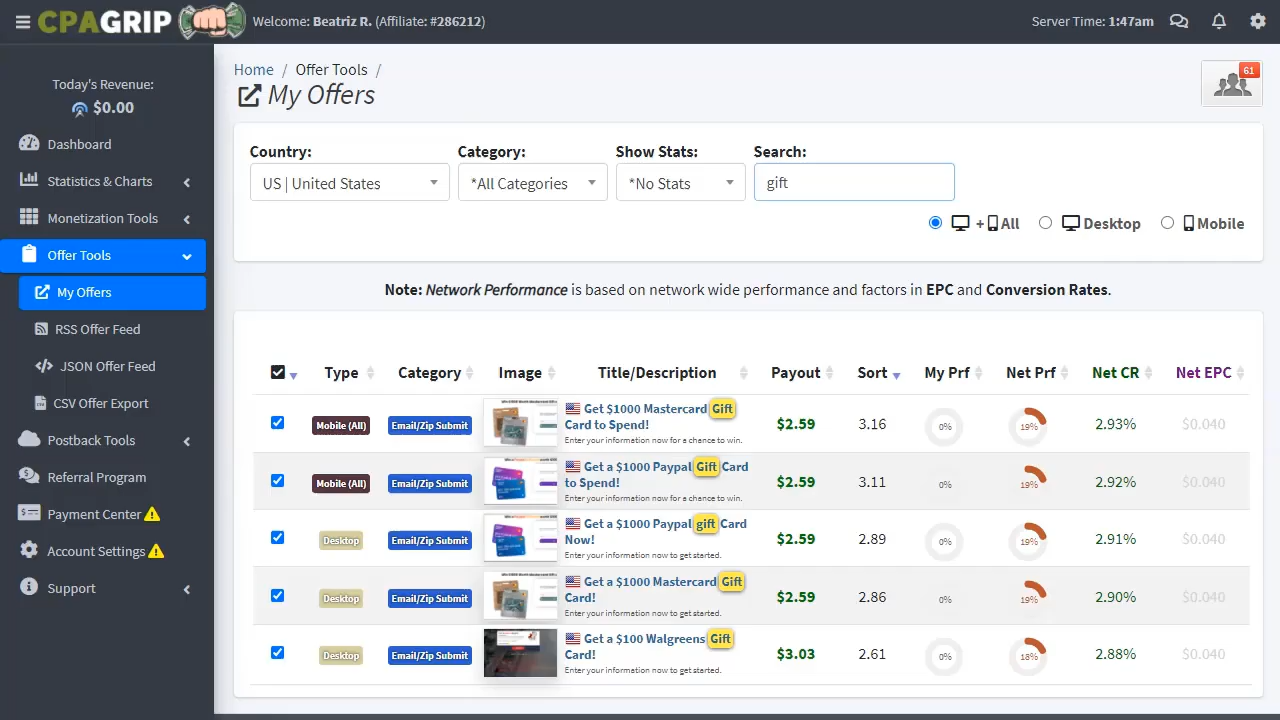 CPAGRIP Welcome: Beatriz R. (Affiliate: #286212) Server Time: 1:47am
Today's Revenue:
$0.00
Dashboard
Statistics & Charts
Monetization Tools
Offer Tools
My Offers
RSS Offer Feed
JSON Offer Feed
CSV Offer Export
Postback Tools
Referral Program
Payment Center
Account Settings
Support
Home / Offer Tools /
My Offers
61
Country: Category: Show Stats: Search:
US | United States *All Categories *No Stats gift
+ All Desktop Mobile
Note: Network Performance is based on network wide performance and factors in EPC and Conversion Rates.
Type Category Image Title/Description Payout Sort My Prf Net Prf Net CR Net EPC
Mobile (All) Email/Zip Submit Get $1000 Mastercard Gift
Card to Spend!
Enter your information now for a chance to win.
$2.59 3.16 0% 19% 2.93% $0.040
Mobile (All) Email/Zip Submit Get a $1000 Paypal Gift Card
to Spend!
Enter your information now for a chance to win.
$2.59 3.11 0% 19% 2.92% $0.040
Desktop Email/Zip Submit Get a $1000 Paypal gift Card
Now!
Enter your information now to get started.
$2.59 2.89 0% 19% 2.91% $0.040
Desktop Email/Zip Submit Get a $1000 Mastercard Gift
Card!
Enter your information now to get started.
$2.59 2.86 0% 19% 2.90% $0.040
Desktop Email/Zip Submit Get a $100 Walgreens Gift
Card!
Enter your information now to get started.
$3.03 2.61 0% 18% 2.88% $0.040